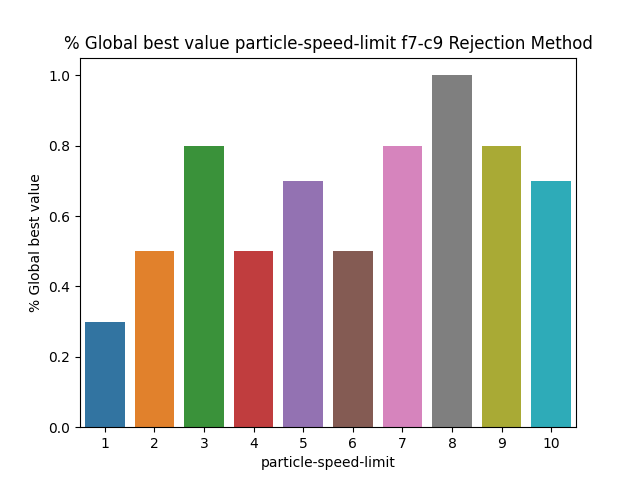 % Global best value particle-speed-limit f7-c9 Rejection Method
1.0
0.8
0.6
0.4
0.2
0.0
% Global best value
1 2 3 4 5 6 7 8 9 10
particle-speed-limit